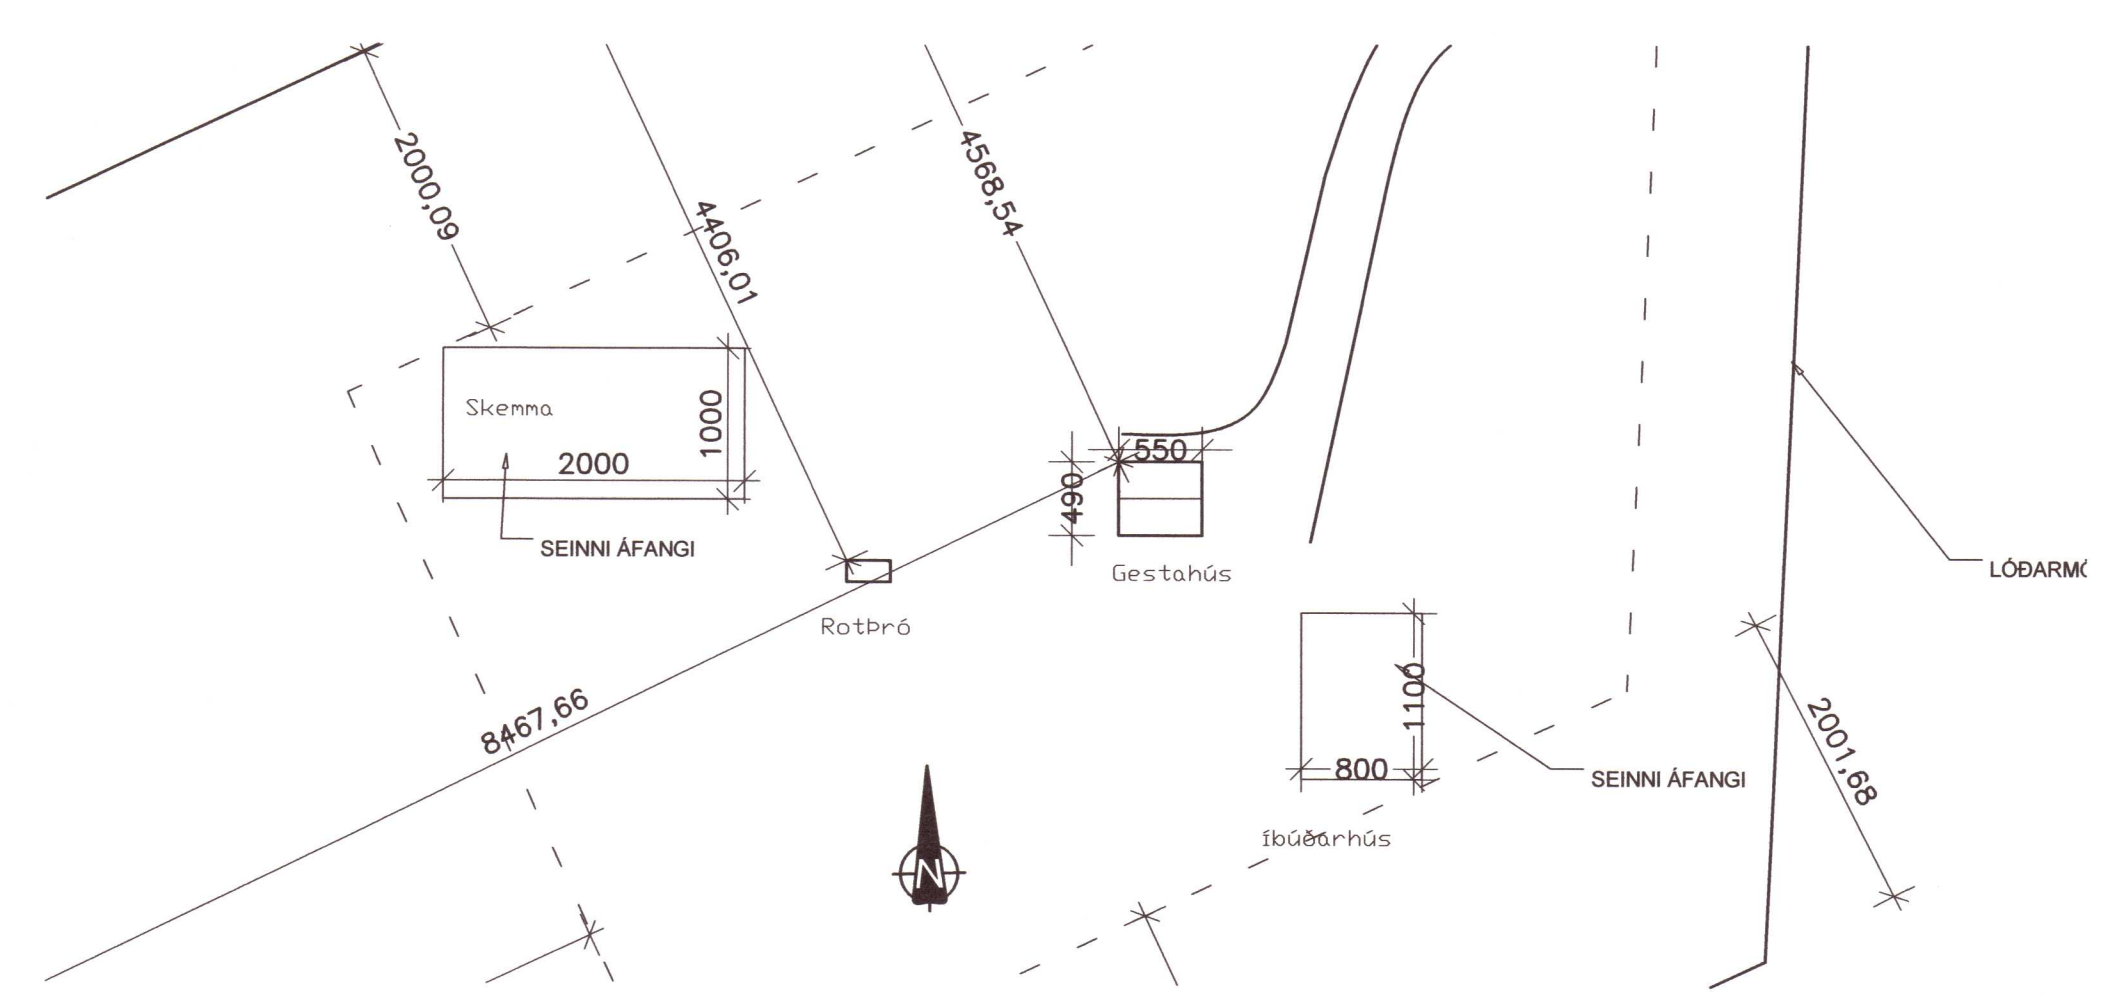 2000,09
4406,01
4568,54
Skemma
1000
2000
SEINNI ÁFANGI
550
490
Gestahús
Rotþró
LÓÐARMÖ
8467,66
1100
800
SEINNI ÁFANGI
íbúðarhús
2001,68
N